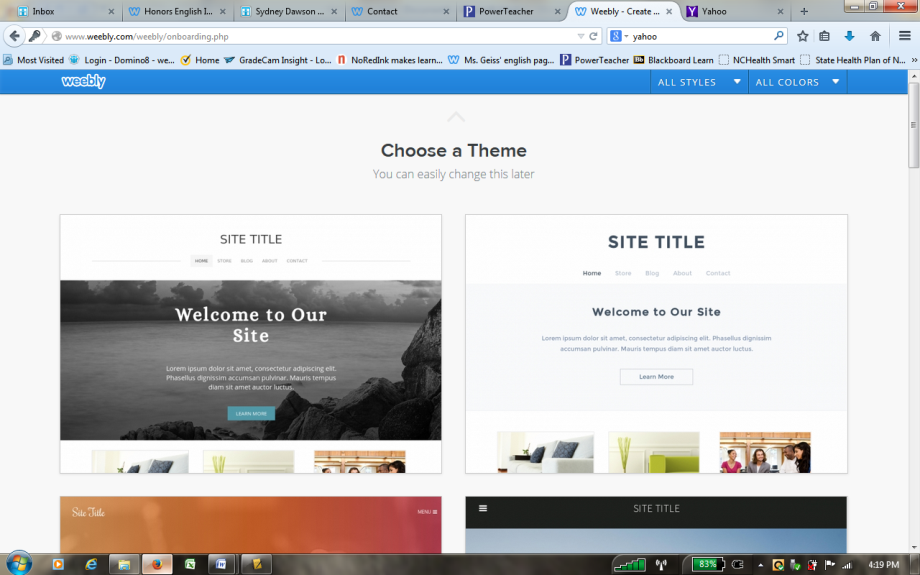 Inbox
Honors English I...
Sydney Dawson ...
Contact
PowerTeacher
Weebly - Create ...
Yahoo
www.weebly.com/weebly/onboarding.php
yahoo
Most Visited
Login - Domino8 - we...
Home
GradeCam Insight - Lo...
NoRedInk makes learn...
Ms. Geiss' english pag...
PowerTeacher
Blackboard Learn
NCHealth Smart
State Health Plan of N...
weebly
ALL STYLES
ALL COLORS
Choose a Theme
You can easily change this later
SITE TITLE
HOME STORE BLOG ABOUT CONTACT
Welcome to Our
Site
Lorem ipsum dolor sit amet, consectetur adipiscing elit.
Phasellus dignissim accumsan pulvinar. Mauris tempus
diam sit amet auctor luctus.
LEARN MORE
SITE TITLE
Home Store Blog About Contact
Welcome to Our Site
Lorem ipsum dolor sit amet, consectetur adipiscing elit. Phasellus dignissim
accumsan pulvinar. Mauris tempus diam sit amet auctor luctus.
Learn More
Site Title
MENU
SITE TITLE
83%
4:19 PM